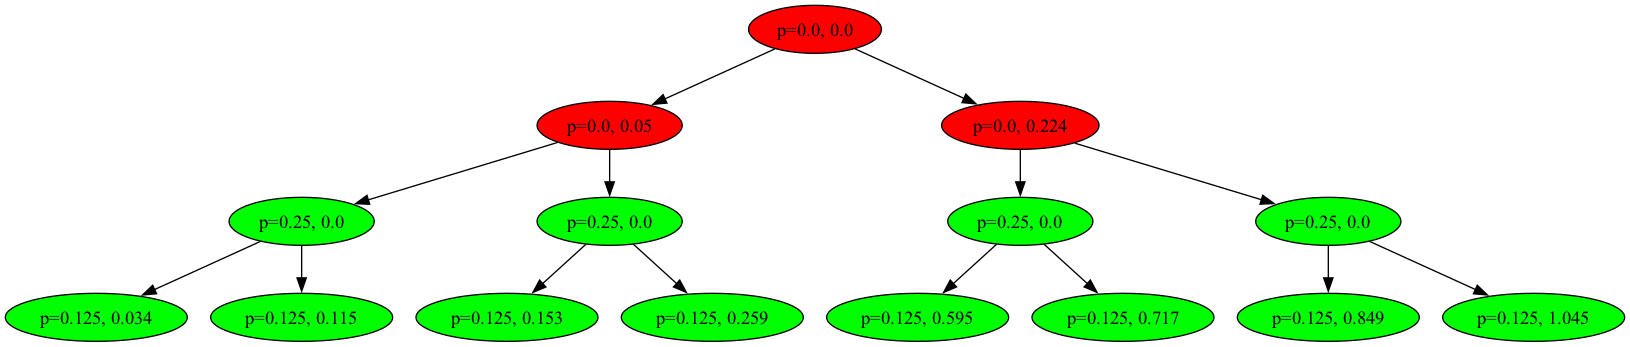 p=0.0, 0.0
p=0.0, 0.05
p=0.0, 0.224
p=0.25, 0.0
p=0.25, 0.0
p=0.25, 0.0
p=0.25, 0.0
p=0.125, 0.034
p=0.125, 0.115
p=0.125, 0.153
p=0.125, 0.259
p=0.125, 0.595
p=0.125, 0.717
p=0.125, 0.849
p=0.125, 1.045